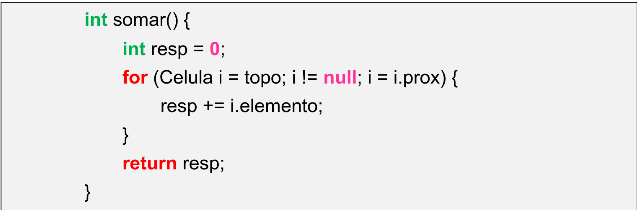 int somar() {
int resp = 0;
for (Celula i = topo; i != null; i = i.prox) {
resp += i.elemento;
}
return resp;
}